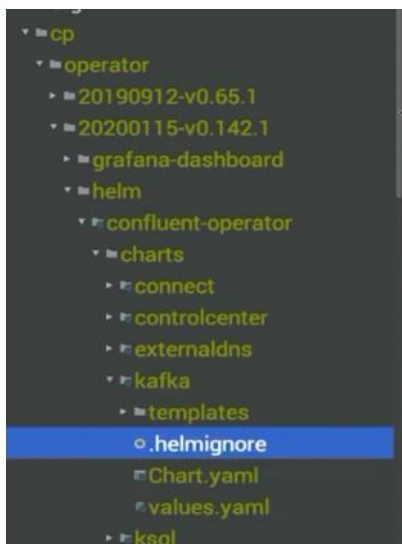 cp
operator
20190912-v0.65.1
20200115-v0.142.1
grafana-dashboard
helm
confluent-operator
charts
connect
controlcenter
externaldns
kafka
templates
.helmignore
Chart.yaml
values.yaml
ksql